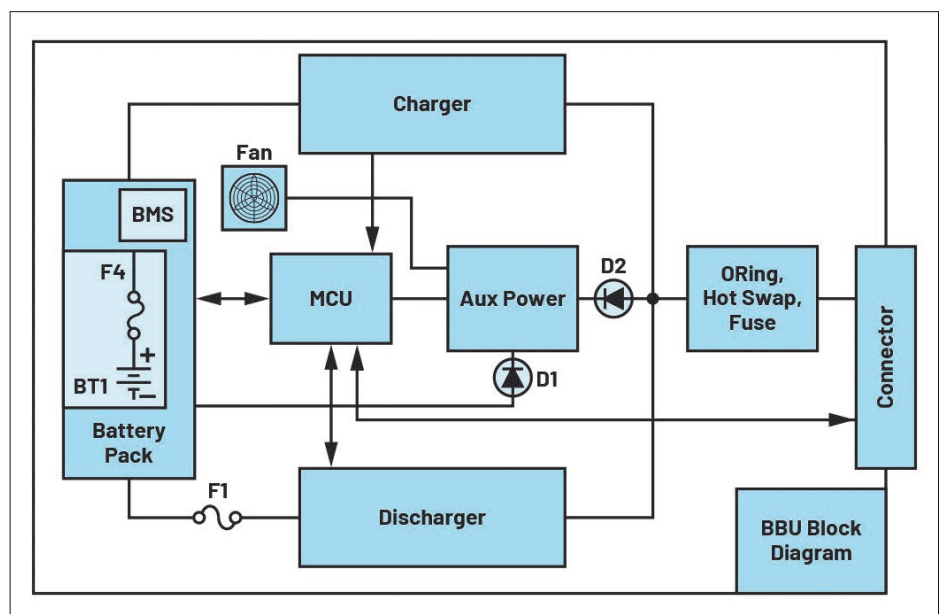 Charger
Fan
BMS
F4
+
BT1
−
Battery
Pack
MCU
Aux Power
D2
ORing,
Hot Swap,
Fuse
Connector
D1
F1
Discharger
BBU Block
Diagram